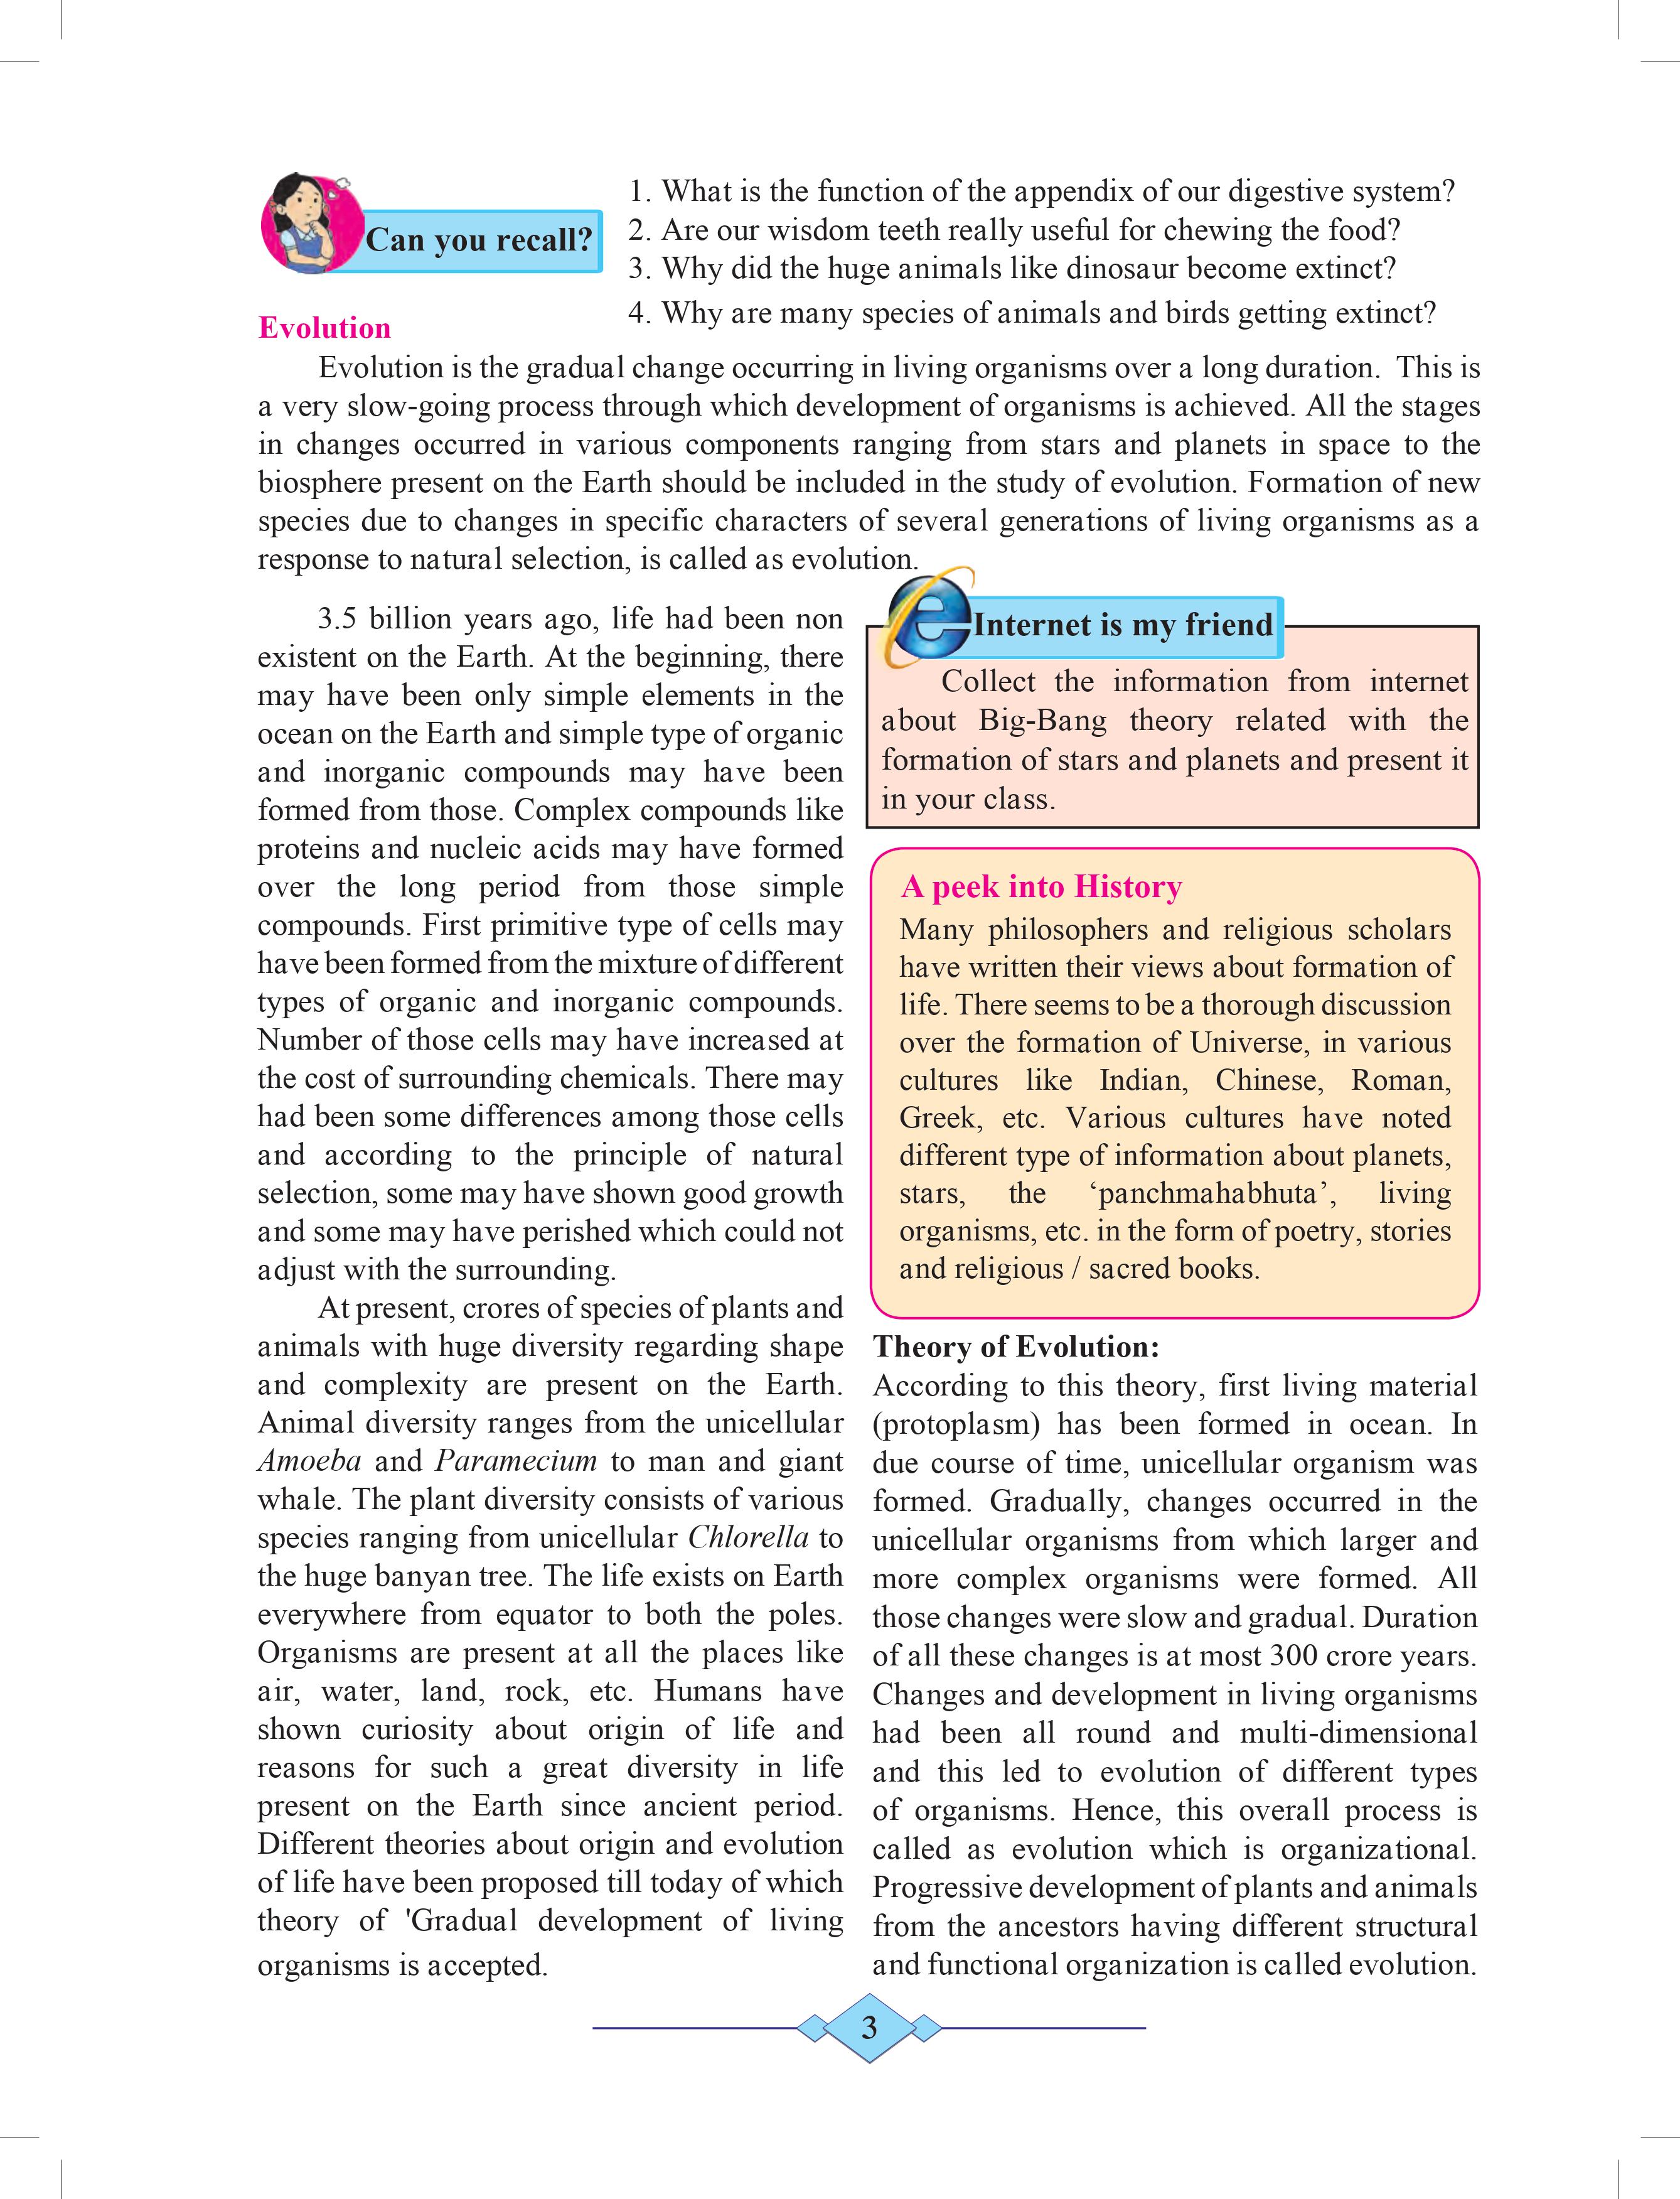 Can you recall?
1. What is the function of the appendix of our digestive system?
2. Are our wisdom teeth really useful for chewing the food?
3. Why did the huge animals like dinosaur become extinct?
4. Why are many species of animals and birds getting extinct?
Evolution
Evolution is the gradual change occurring in living organisms over a long duration. This is
a very slow-going process through which development of organisms is achieved. All the stages
in changes occurred in various components ranging from stars and planets in space to the
biosphere present on the Earth should be included in the study of evolution. Formation of new
species due to changes in specific characters of several generations of living organisms as a
response to natural selection, is called as evolution.
3.5 billion years ago, life had been non
existent on the Earth. At the beginning, there
may have been only simple elements in the
ocean on the Earth and simple type of organic
and inorganic compounds may have been
formed from those. Complex compounds like
proteins and nucleic acids may have formed
over the long period from those simple
compounds. First primitive type of cells may
have been formed from the mixture of different
types of organic and inorganic compounds.
Number of those cells may have increased at
the cost of surrounding chemicals. There may
had been some differences among those cells
and according to the principle of natural
selection, some may have shown good growth
and some may have perished which could not
adjust with the surrounding.
At present, crores of species of plants and
animals with huge diversity regarding shape
and complexity are present on the Earth.
Animal diversity ranges from the unicellular
Amoeba and Paramecium to man and giant
whale. The plant diversity consists of various
species ranging from unicellular Chlorella to
the huge banyan tree. The life exists on Earth
everywhere from equator to both the poles.
Organisms are present at all the places like
air, water, land, rock, etc. Humans have
shown curiosity about origin of life and
reasons for such a great diversity in life
present on the Earth since ancient period.
Different theories about origin and evolution
of life have been proposed till today of which
theory of 'Gradual development of living
organisms is accepted.
Internet is my friend
Collect the information from internet
about Big-Bang theory related with the
formation of stars and planets and present it
in your class.
A peek into History
Many philosophers and religious scholars
have written their views about formation of
life. There seems to be a thorough discussion
over the formation of Universe, in various
cultures like Indian, Chinese, Roman,
Greek, etc. Various cultures have noted
different type of information about planets,
stars, the ‘panchmahabhuta’, living
organisms, etc. in the form of poetry, stories
and religious / sacred books.
Theory of Evolution:
According to this theory, first living material
(protoplasm) has been formed in ocean. In
due course of time, unicellular organism was
formed. Gradually, changes occurred in the
unicellular organisms from which larger and
more complex organisms were formed. All
those changes were slow and gradual. Duration
of all these changes is at most 300 crore years.
Changes and development in living organisms
had been all round and multi-dimensional
and this led to evolution of different types
of organisms. Hence, this overall process is
called as evolution which is organizational.
Progressive development of plants and animals
from the ancestors having different structural
and functional organization is called evolution.
3